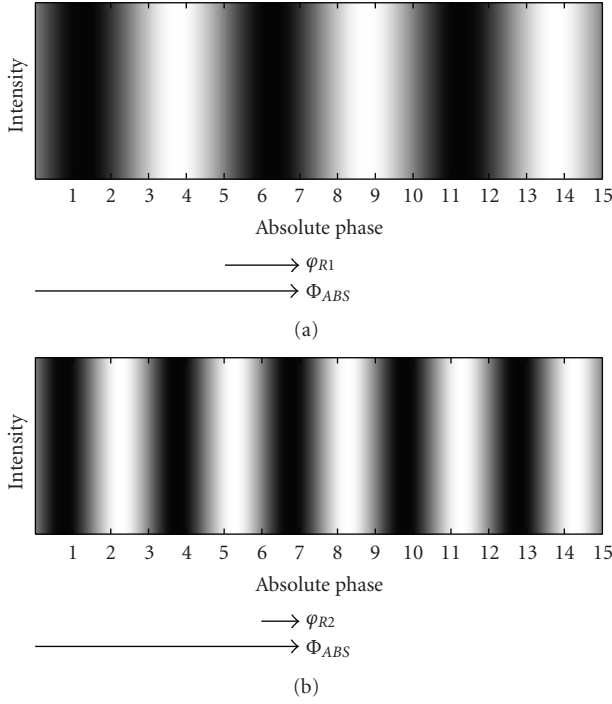 Intensity
1 2 3 4 5 6 7 8 9 10 11 12 13 14 15
Absolute phase
φR1
ΦABS
(a)
Intensity
1 2 3 4 5 6 7 8 9 10 11 12 13 14 15
Absolute phase
φR2
ΦABS
(b)